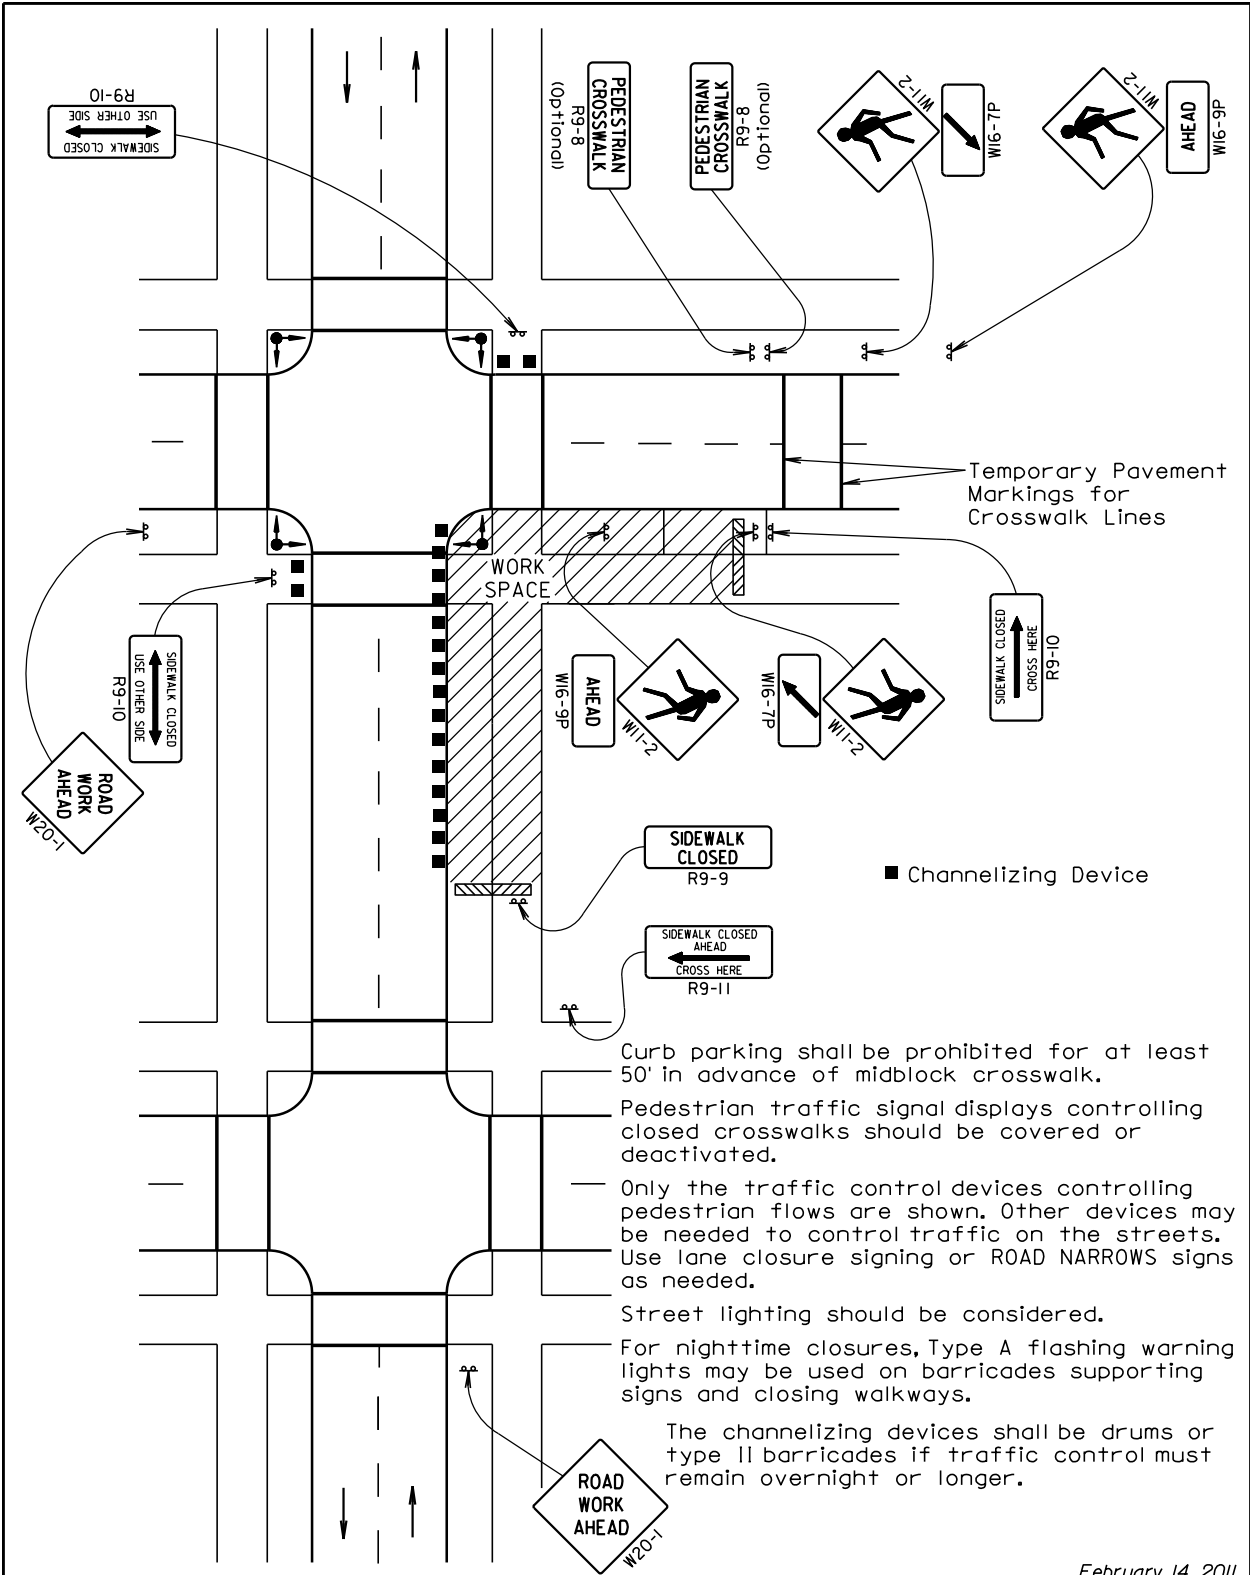 R9-10
SIDEWALK CLOSED
USE OTHER SIDE
PEDESTRIAN
CROSSWALK
R9-8
(Optional)
PEDESTRIAN
CROSSWALK
R9-8
(Optional)
W11-2
W16-7P
W11-2
AHEAD
W16-9P
Temporary Pavement
Markings for
Crosswalk Lines
WORK
SPACE
SIDEWALK CLOSED
USE OTHER SIDE
R9-10
AHEAD
W16-9P
W11-2
W16-7P
W11-2
SIDEWALK CLOSED
CROSS HERE
R9-10
ROAD
WORK
AHEAD
W20-1
SIDEWALK
CLOSED
R9-9
Channelizing Device
SIDEWALK CLOSED
AHEAD
CROSS HERE
R9-11
Curb parking shall be prohibited for at least
50' in advance of midblock crosswalk.
Pedestrian traffic signal displays controlling
closed crosswalks should be covered or
deactivated.
Only the traffic control devices controlling
pedestrian flows are shown. Other devices may
be needed to control traffic on the streets.
Use lane closure signing or ROAD NARROWS signs
as needed.
Street lighting should be considered.
For nighttime closures, Type A flashing warning
lights may be used on barricades supporting
signs and closing walkways.
The channelizing devices shall be drums or
type II barricades if traffic control must
remain overnight or longer.
ROAD
WORK
AHEAD
W20-1
February 14, 2011